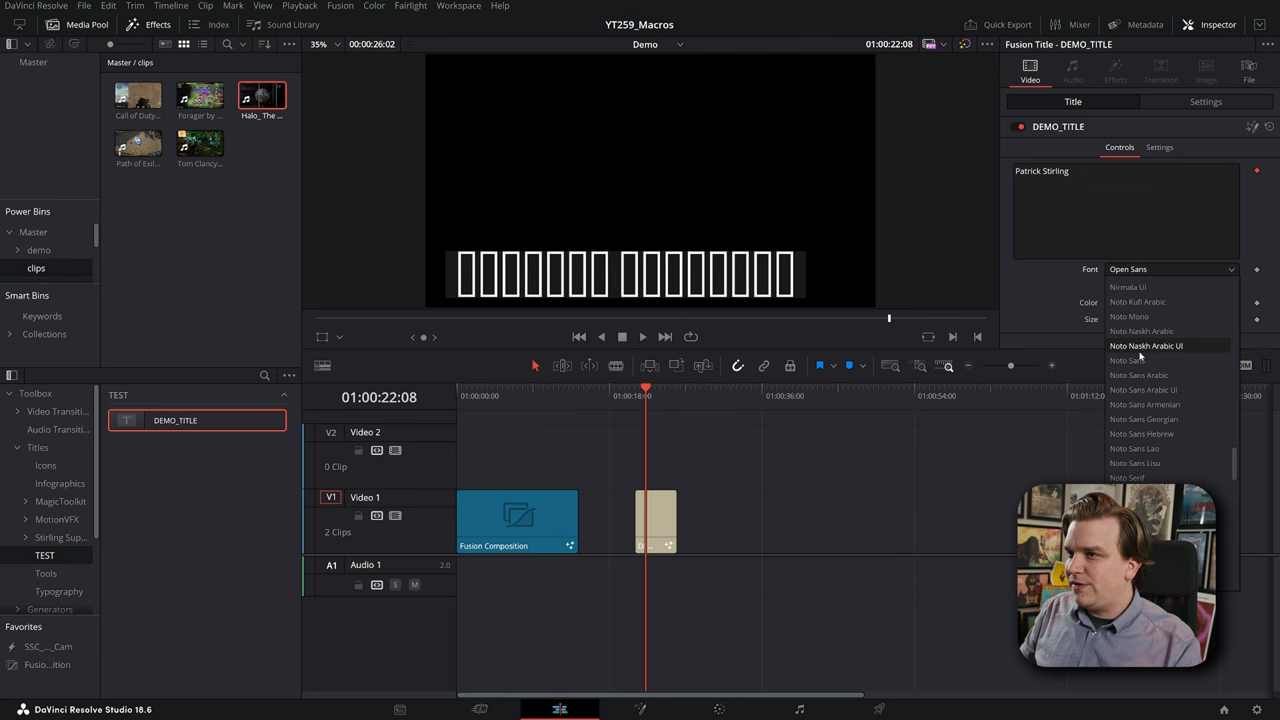 DaVinci Resolve File Edit Trim Timeline Clip Mark View Playback Fusion Color Fairlight Workspace Help
Media Pool Effects Index Sound Library YT259_Macros Quick Export Mixer Metadata Inspector
35% 00:00:26:02 Demo 01:00:22:08 Fusion Title - DEMO_TITLE
Master Master / clips
Video Audio Effects Transition Image File
Call of Duty... Forager by ... Halo_ The ...
Title Settings
DEMO_TITLE
Controls Settings
Path of Exil... Tom Clancy...
Patrick Stirling
Power Bins
Master
demo
clips
Font Open Sans
Nirmala UI
Smart Bins
Keywords
Collections
Color Noto Kufi Arabic
Size Noto Mono
Noto Naskh Arabic
Noto Naskh Arabic UI
Noto Sans
Noto Sans Arabic
Noto Sans Arabic UI
Noto Sans Armenian
Noto Sans Georgian
Noto Sans Hebrew
Noto Sans Lao
Noto Sans Lisu
Noto Serif
Toolbox TEST
Video Transiti...
Audio Transiti...
DEMO_TITLE
Titles
Icons
Infographics
MagicToolkit
MotionVFX
Stirling Sup...
TEST
Tools
Typography
Generators
Favorites
SSC_..._Cam
Fusio...ition
01:00:22:08 01:00:00:00 01:00:18:00 01:00:36:00 01:00:54:00 01:01:12:
V2 Video 2
0 Clip
V1 Video 1
2 Clips
Fusion Composition
A1 Audio 1 2.0
S M
DaVinci Resolve Studio 18.6